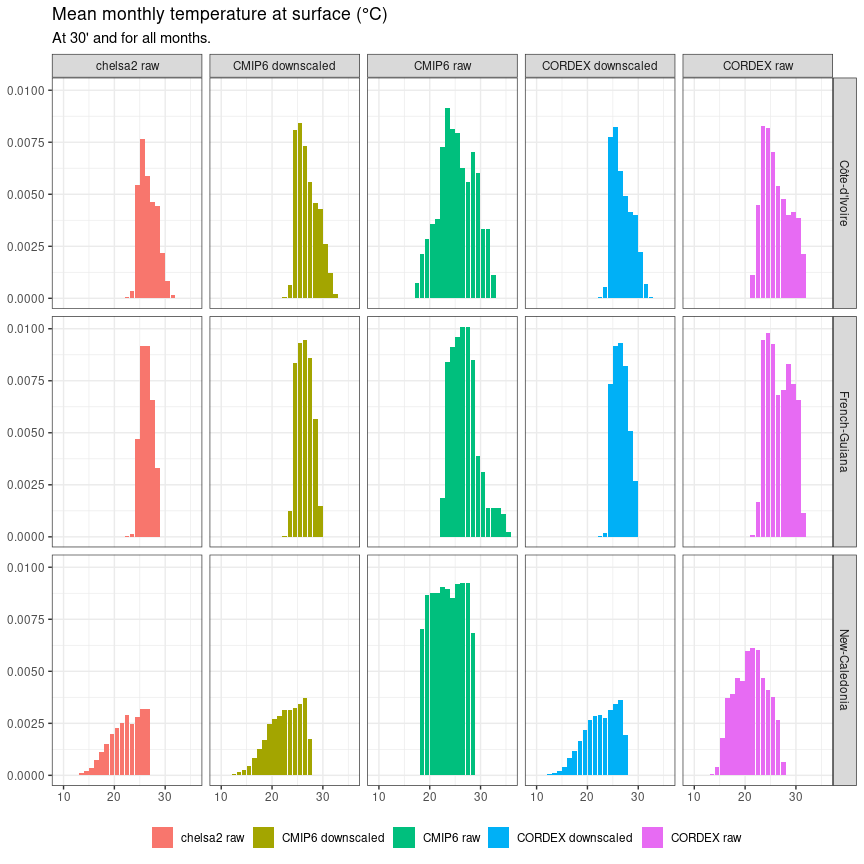 Mean monthly temperature at surface (°C)
At 30' and for all months.
chelsa2 raw
CMIP6 downscaled
CMIP6 raw
CORDEX downscaled
CORDEX raw
0.0100
0.0075
0.0050
0.0025
0.0000
Côte-d'Ivoire
0.0100
0.0075
0.0050
0.0025
0.0000
French-Guiana
0.0100
0.0075
0.0050
0.0025
0.0000
New-Caledonia
10 20 30
10 20 30
10 20 30
10 20 30
10 20 30
chelsa2 raw CMIP6 downscaled CMIP6 raw CORDEX downscaled CORDEX raw